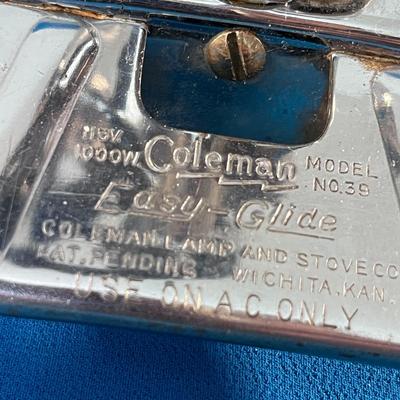 115V.
1000W. Coleman MODEL NO.39
Easy-Glide
COLEMAN LAMP AND STOVE CO
PAT. PENDING WICHITA, KAN.
USE ON AC ONLY